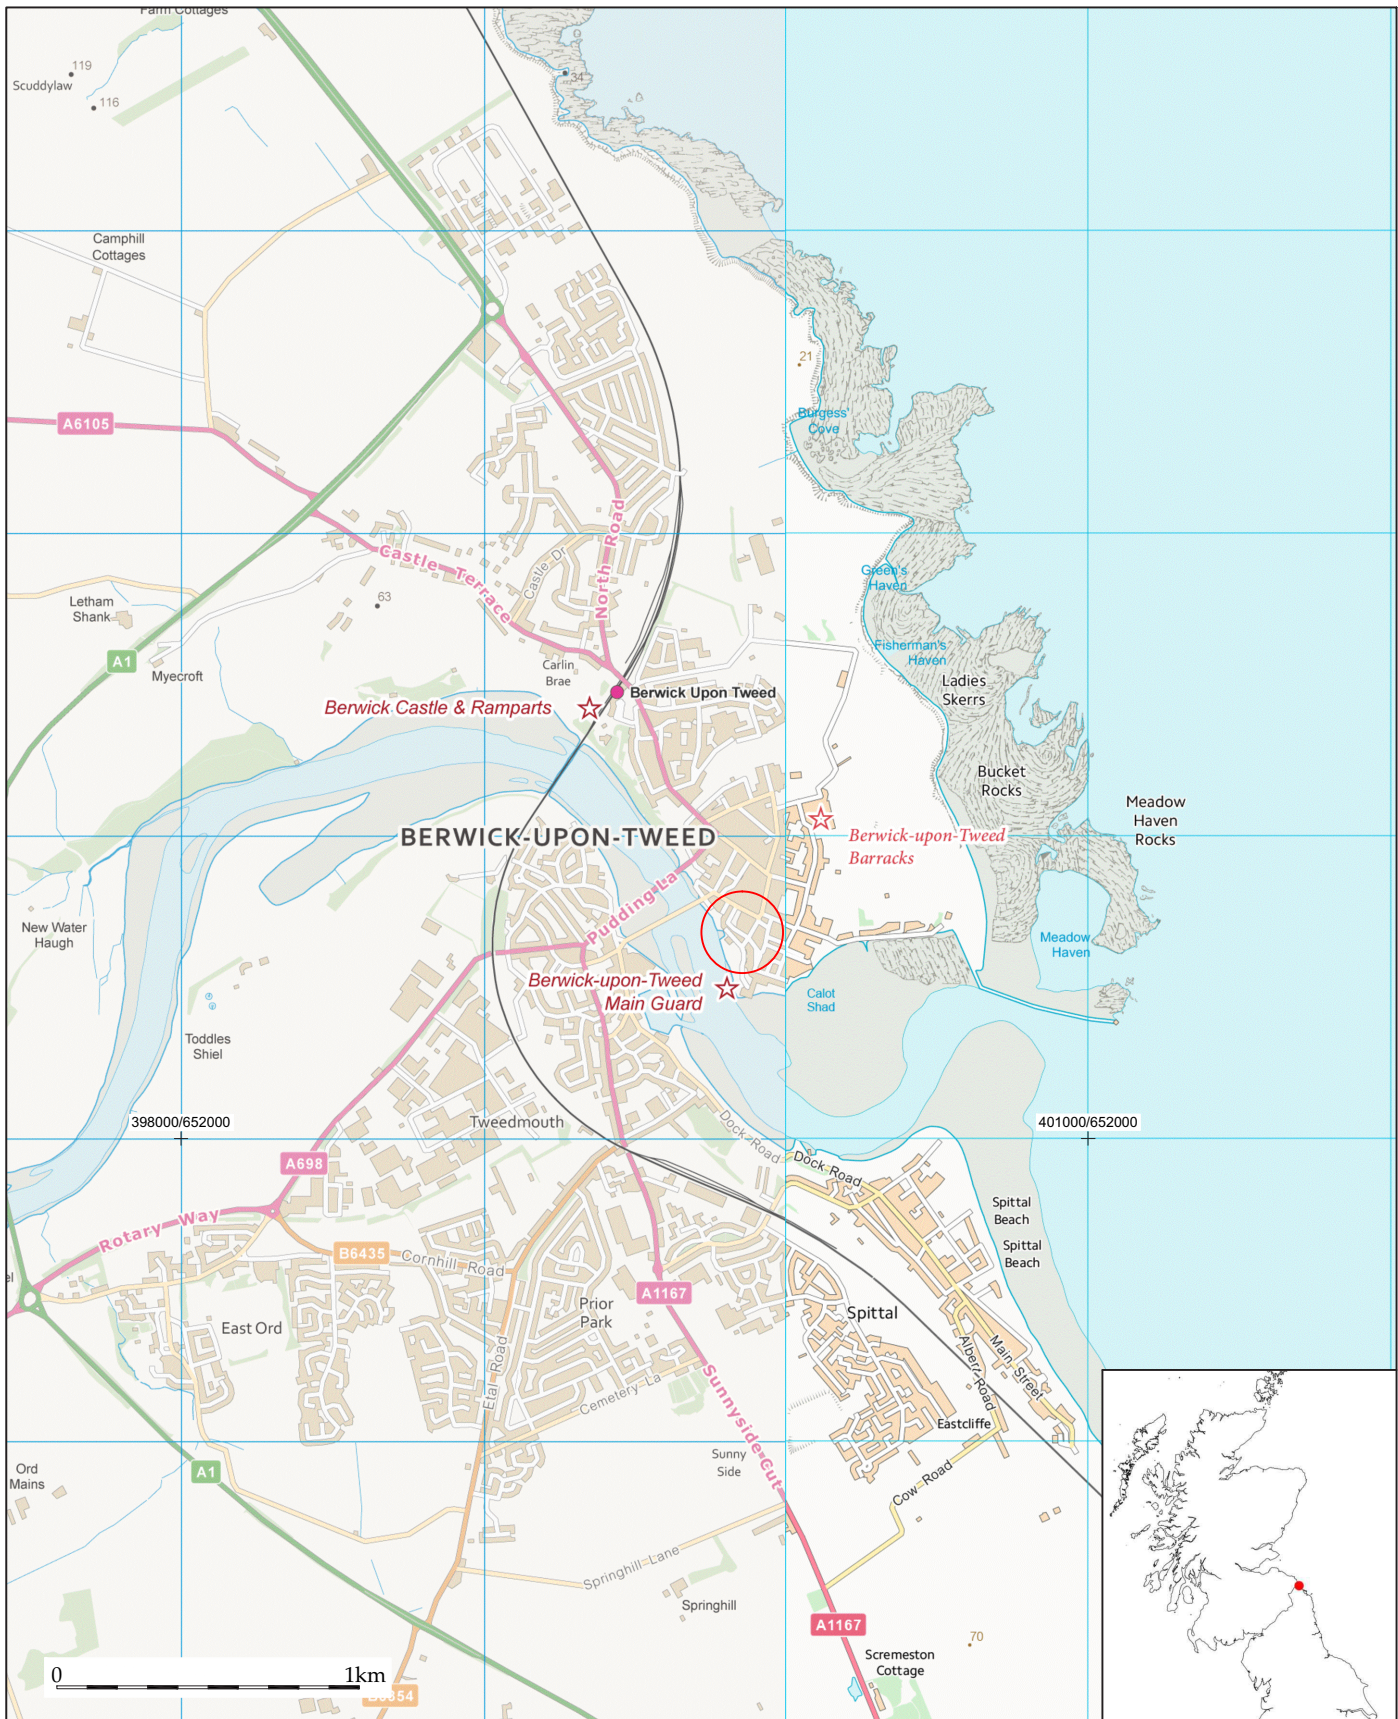 Farm Cottages
119
Scuddylaw
116
34
Camphill
Cottages
21
A6105
Burgess'
Cove
North Road
Castle Terrace
Castle Dr
Green's
Haven
63
Letham
Shank
Fisherman's
Haven
A1
Myecroft
Carlin
Brae
Ladies
Skerrs
Berwick Upon Tweed
Berwick Castle & Ramparts
Bucket
Rocks
Meadow
Haven
Rocks
BERWICK-UPON-TWEED
Berwick-upon-Tweed
Barracks
Pudding La
New Water
Haugh
Meadow
Haven
Berwick-upon-Tweed
Main Guard
Calot
Shad
Toddles
Shiel
398000/652000
Tweedmouth
Dock Road
401000/652000
A698
Dock Road
Rotary Way
Spittal
Beach
B6435
Cornhill Road
Spittal
Beach
el
A1167
Prior
Park
Spittal
East Ord
Etal Road
Sunnyside Cut
Albert Road
Main Street
Cemetery La
Eastcliffe
Sunny
Side
A1
Ord
Mains
Cow Road
Springhill Lane
Springhill
A1167
70
Scremeston
Cottage
0
1km